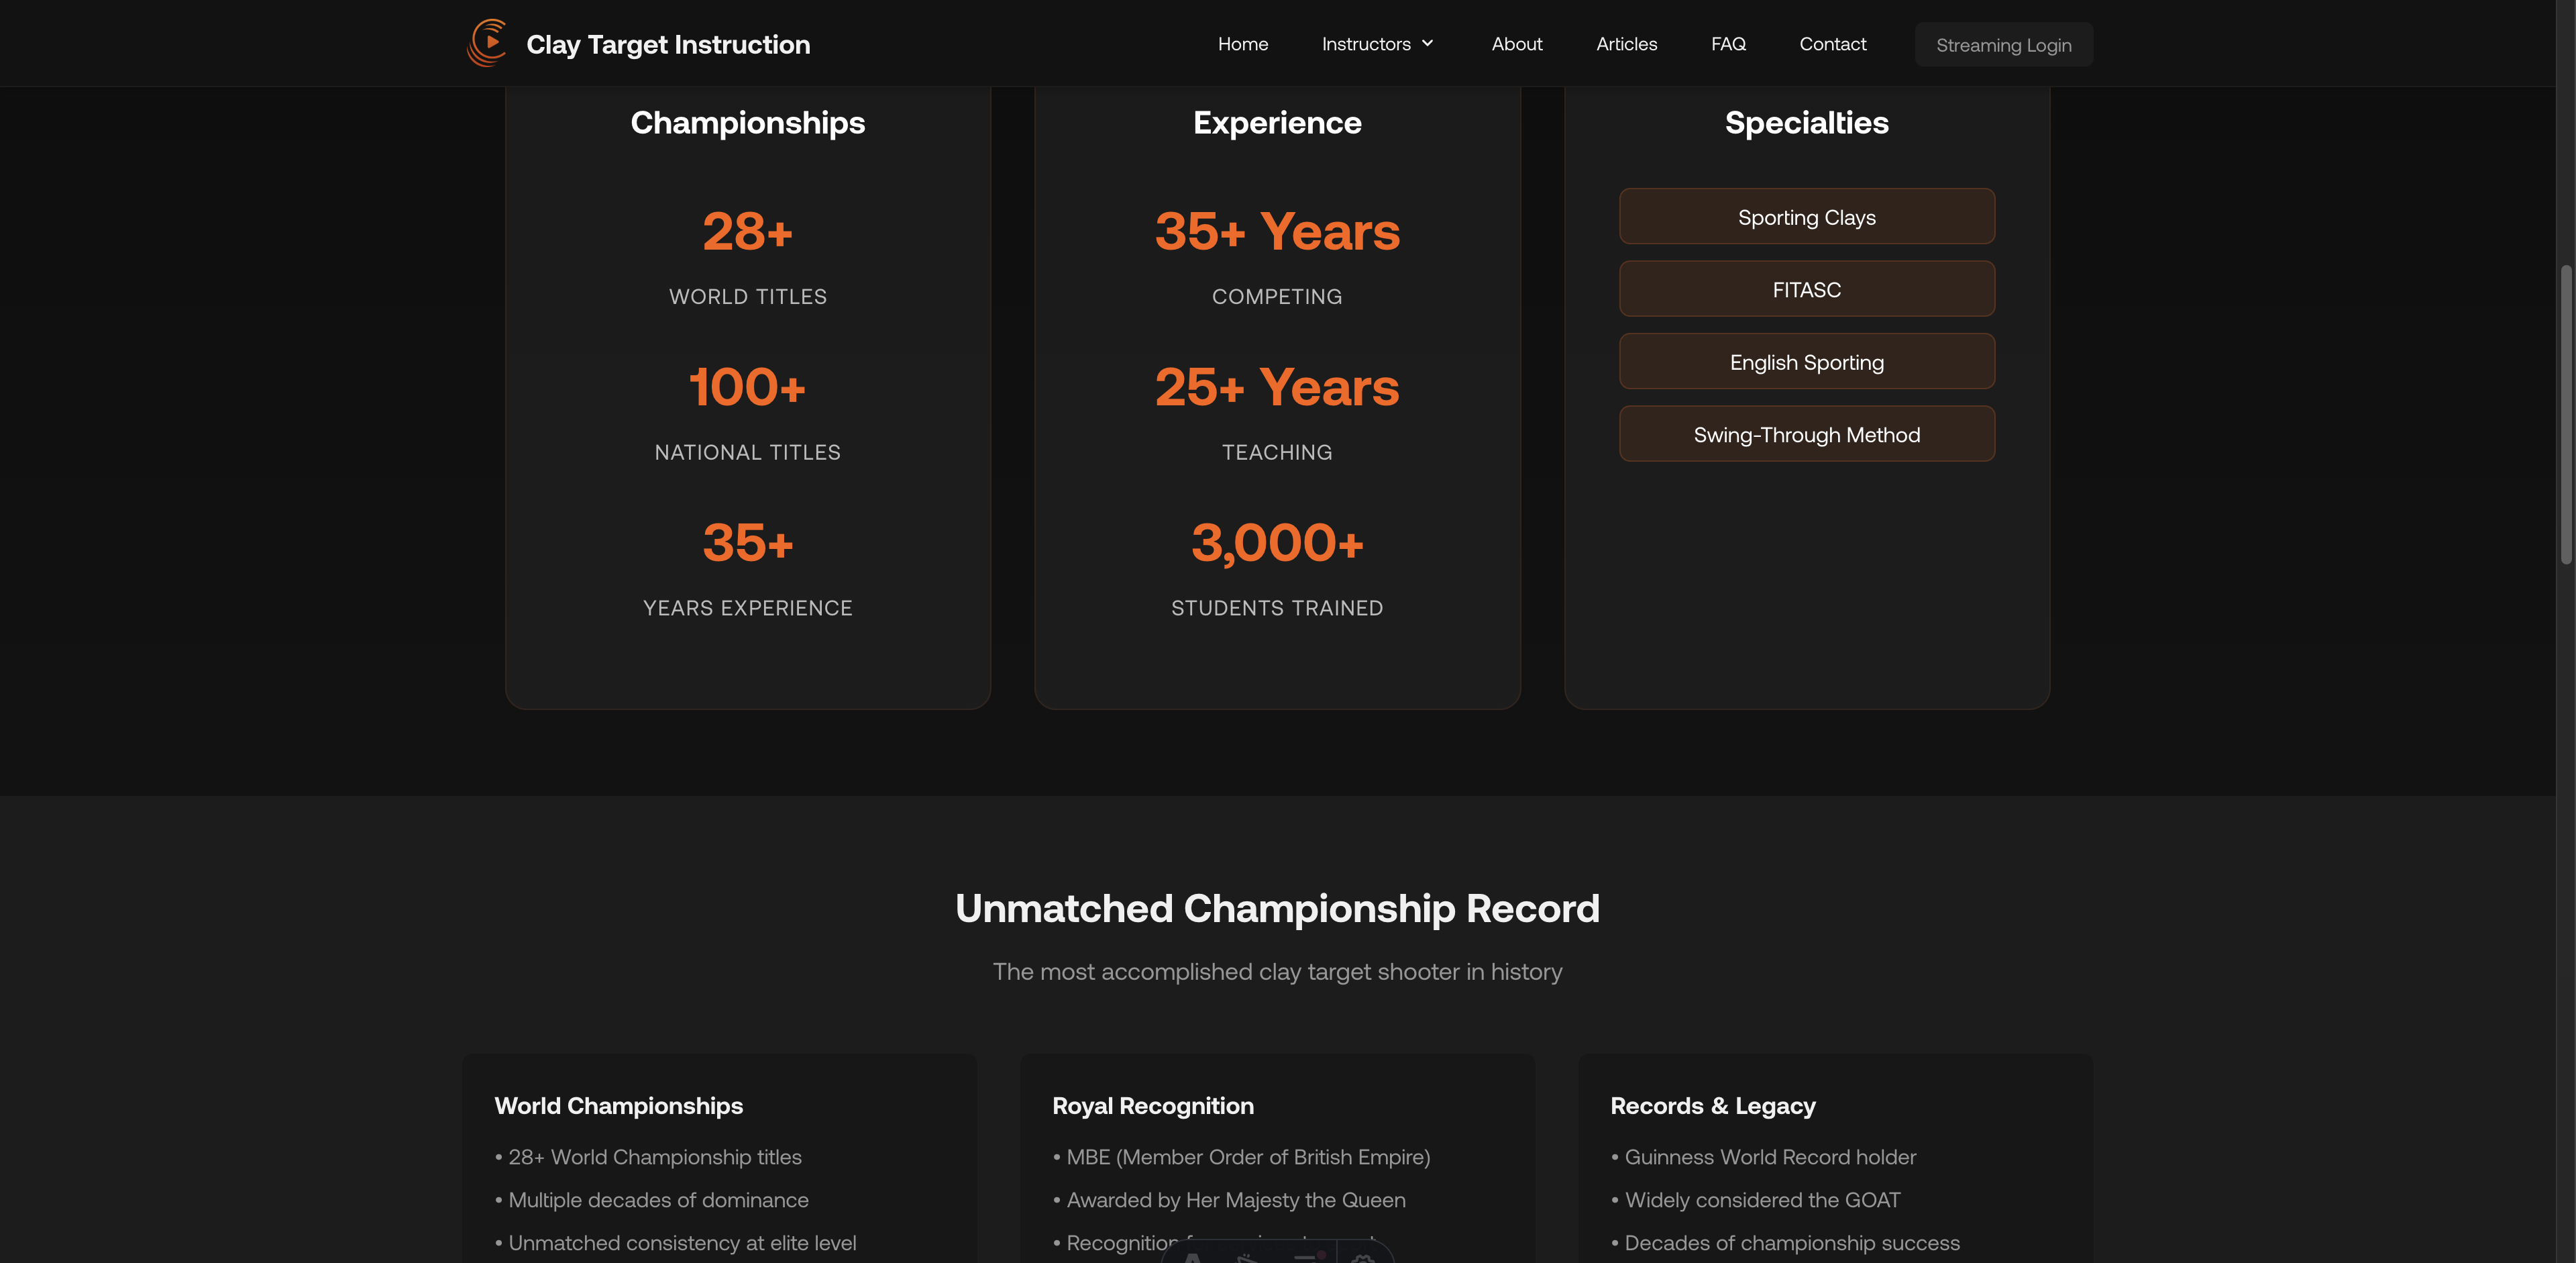 Clay Target Instruction
Home
Instructors
About
Articles
FAQ
Contact
Streaming Login
Championships
28+
WORLD TITLES
100+
NATIONAL TITLES
35+
YEARS EXPERIENCE
Experience
35+ Years
COMPETING
25+ Years
TEACHING
3,000+
STUDENTS TRAINED
Specialties
Sporting Clays
FITASC
English Sporting
Swing-Through Method
Unmatched Championship Record
The most accomplished clay target shooter in history
World Championships
• 28+ World Championship titles
• Multiple decades of dominance
• Unmatched consistency at elite level
Royal Recognition
• MBE (Member Order of British Empire)
• Awarded by Her Majesty the Queen
• Recognition
Records & Legacy
• Guinness World Record holder
• Widely considered the GOAT
• Decades of championship success